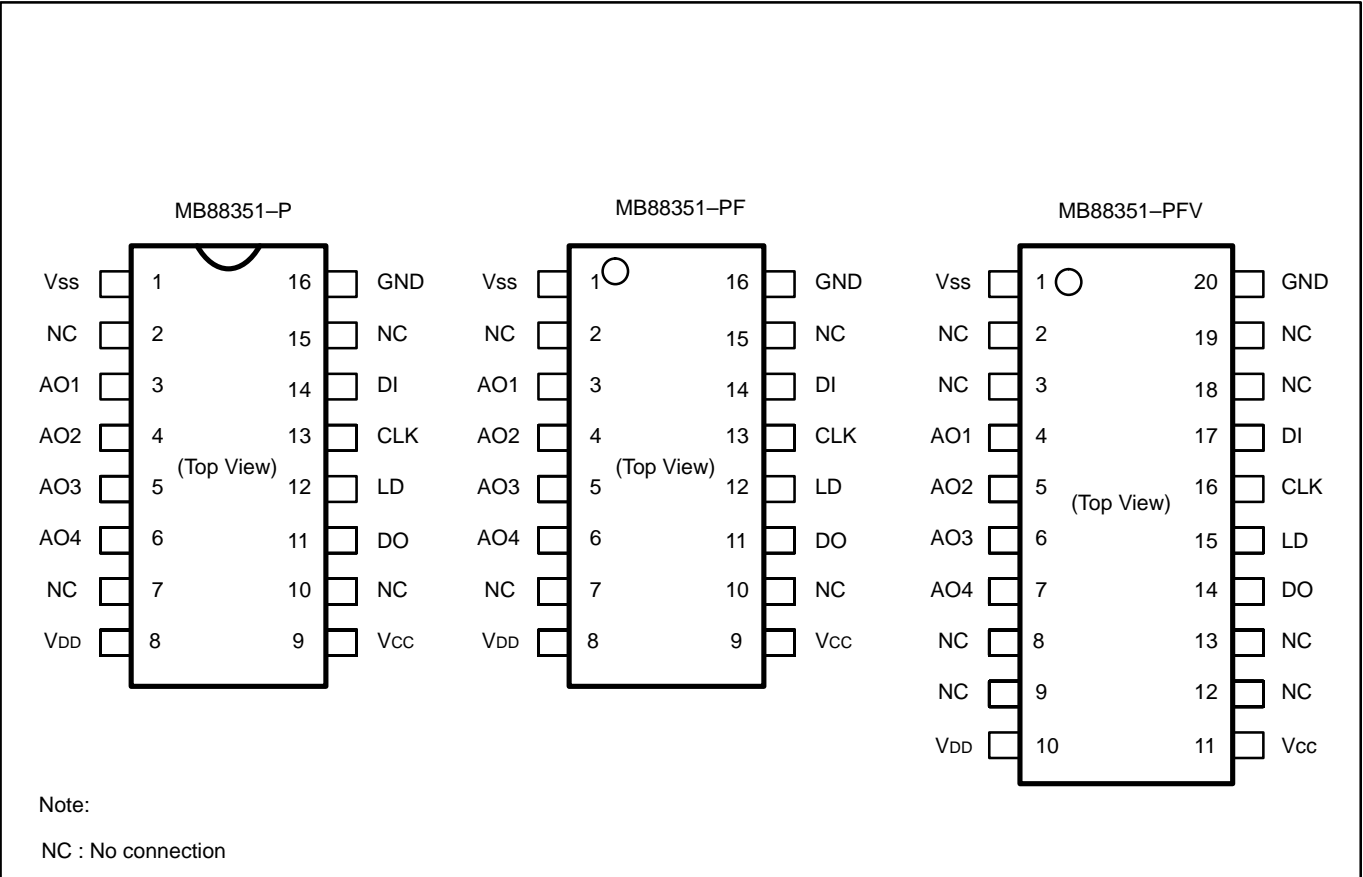 MB88351–P
Vss 1 16 GND
NC 2 15 NC
AO1 3 14 DI
AO2 4 13 CLK
(Top View)
AO3 5 12 LD
AO4 6 11 DO
NC 7 10 NC
VDD 8 9 VCC
MB88351–PF
Vss 1 16 GND
NC 2 15 NC
AO1 3 14 DI
AO2 4 13 CLK
(Top View)
AO3 5 12 LD
AO4 6 11 DO
NC 7 10 NC
VDD 8 9 VCC
MB88351–PFV
Vss 1 20 GND
NC 2 19 NC
NC 3 18 NC
AO1 4 17 DI
AO2 5 16 CLK
(Top View)
AO3 6 15 LD
AO4 7 14 DO
NC 8 13 NC
NC 9 12 NC
VDD 10 11 Vcc
Note:
NC : No connection